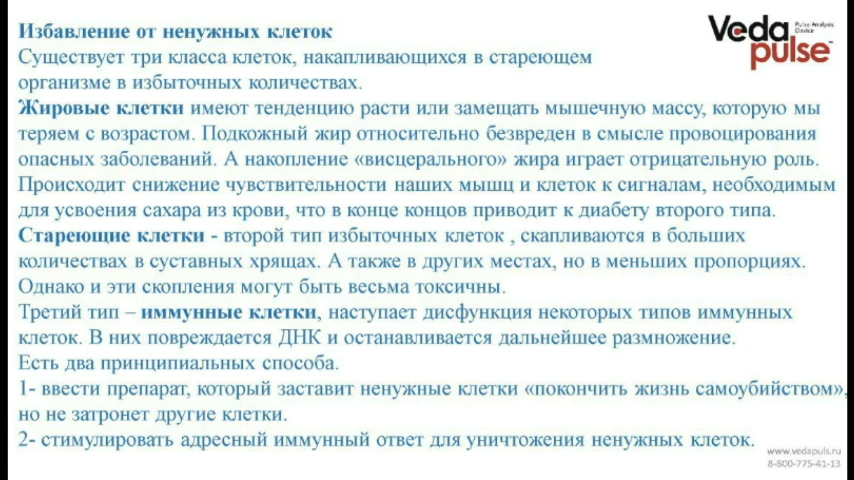 Избавление от ненужных клеток
Veda pulse
Pulse Analysis
Device
Существует три класса клеток, накапливающихся в стареющем
организме в избыточных количествах.
Жировые клетки имеют тенденцию расти или замещать мышечную массу, которую мы
теряем с возрастом. Подкожный жир относительно безвреден в смысле провоцирования
опасных заболеваний. А накопление «висцерального» жира играет отрицательную роль.
Происходит снижение чувствительности наших мышц и клеток к сигналам, необходимым
для усвоения сахара из крови, что в конце концов приводит к диабету второго типа.
Стареющие клетки - второй тип избыточных клеток , скапливаются в больших
количествах в суставных хрящах. А также в других местах, но в меньших пропорциях.
Однако и эти скопления могут быть весьма токсичны.
Третий тип – иммунные клетки, наступает дисфункция некоторых типов иммунных
клеток. В них повреждается ДНК и останавливается дальнейшее размножение.
Есть два принципиальных способа.
1- ввести препарат, который заставит ненужные клетки «покончить жизнь самоубийством»,
но не затронет другие клетки.
2- стимулировать адресный иммунный ответ для уничтожения ненужных клеток.
www.vedapuls.ru
8-800-775-41-13